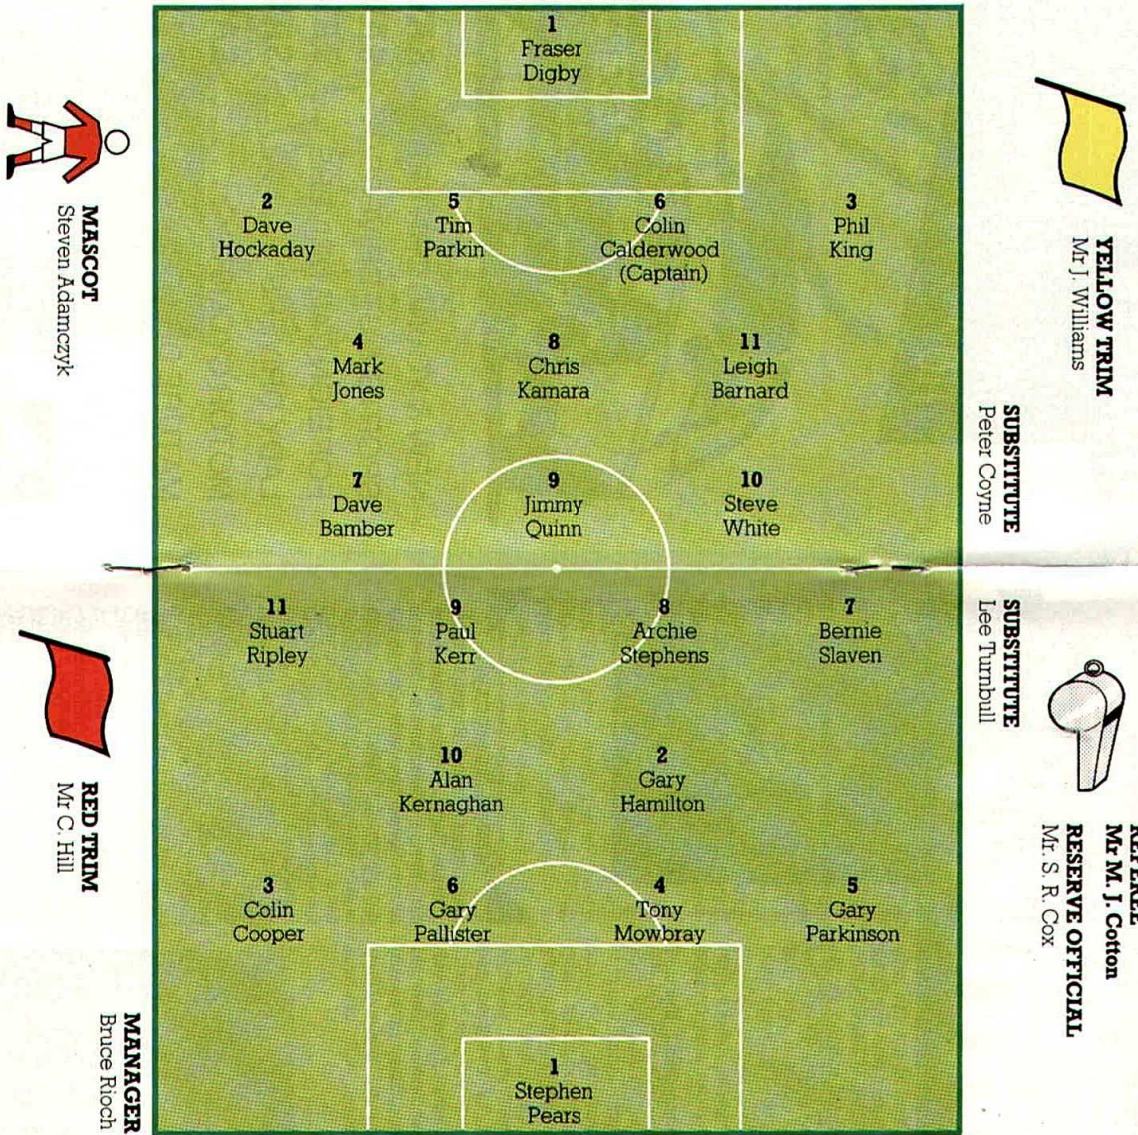 1
Fraser
Digby
2
Dave
Hockaday
5
Tim
Parkin
6
Colin
Calderwood
(Captain)
3
Phil
King
4
Mark
Jones
8
Chris
Kamara
11
Leigh
Barnard
7
Dave
Bamber
9
Jimmy
Quinn
10
Steve
White
11
Stuart
Ripley
9
Paul
Kerr
8
Archie
Stephens
7
Bernie
Slaven
10
Alan
Kernaghan
2
Gary
Hamilton
3
Colin
Cooper
6
Gary
Pallister
4
Tony
Mowbray
5
Gary
Parkinson
1
Stephen
Pears
MASCOT
Steven Adamczyk
RED TRIM
Mr C. Hill
MANAGER
Bruce Rioch
YELLOW TRIM
Mr J. Williams
SUBSTITUTE
Peter Coyne
SUBSTITUTE
Lee Turnbull
REFEREE
Mr M. J. Cotton
RESERVE OFFICIAL
Mr. S. R. Cox